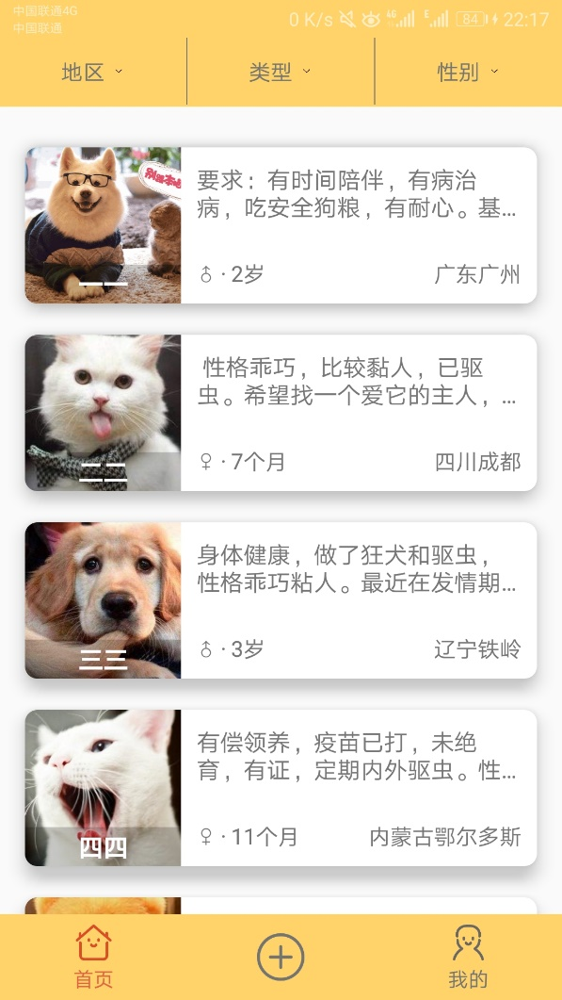 中国联通4G
中国联通
0 K/s 4G E 84 22:17
地区 类型 性别
要求：有时间陪伴，有病治
病，吃安全狗粮，有耐心。基...
一一
♂ · 2岁 广东广州
性格乖巧，比较黏人，已驱
虫。希望找一个爱它的主人，...
二二
♀ · 7个月 四川成都
身体健康，做了狂犬和驱虫，
性格乖巧粘人。最近在发情期...
三三
♂ · 3岁 辽宁铁岭
有偿领养，疫苗已打，未绝
育，有证，定期内外驱虫。性...
四四
♀ · 11个月 内蒙古鄂尔多斯
首页 我的